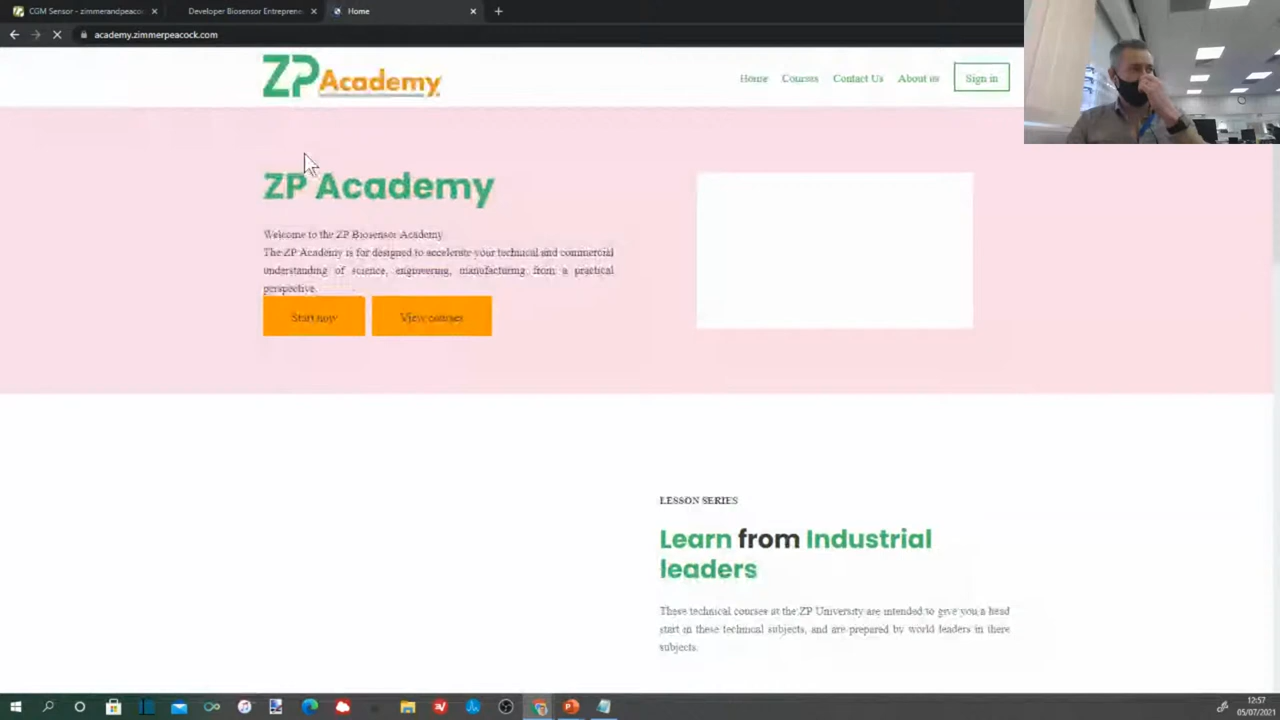 CGM Sensor - zimmerandpeaco
Developer Biosensor Entreprene
Home
academy.zimmerpeacock.com
ZP Academy
Home
Courses
Contact Us
About us
Sign in
ZP Academy
Welcome to the ZP Biosensor Academy
The ZP Academy is for designed to accelerate your technical and commercial
understanding of science, engineering, manufacturing from a practical
perspective.
Start now
View courses
LESSON SERIES
Learn from Industrial
leaders
These technical courses at the ZP University are intended to give you a head
start in these technical subjects, and are prepared by world leaders in there
subjects.
12:57
05/07/2021